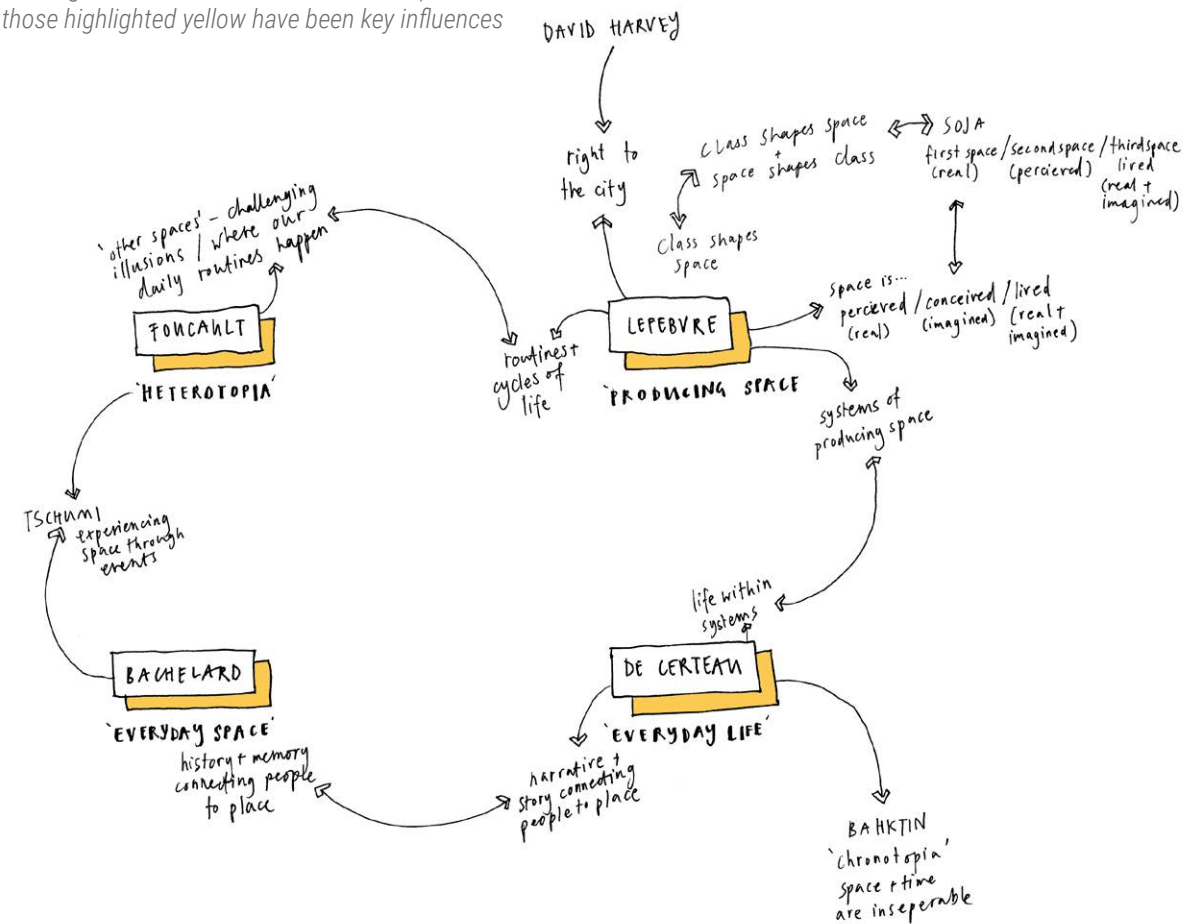 those highlighted yellow have been key influences
DAVID HARVEY
right to
the city
class shapes space
+
space shapes class
SOJA
first space / second space / thirdspace
(real) (percieved) lived
(real +
imagined)
class shapes
space
'other spaces' – challenging
illusions / where our
daily routines happen
FOUCAULT
'HETEROTOPIA'
routines +
cycles of
life
LEFEBVRE
'PRODUCING SPACE
space is...
percieved / conceived / lived
(real) (imagined) (real +
imagined)
systems of
producing space
TSCHUMI
experiencing
space through
events
life within
systems
BACHELARD
'EVERYDAY SPACE'
history + memory
connecting people
to place
DE CERTEAU
'EVERYDAY LIFE'
narrative +
story connecting
people to place
BAHKTIN
'chronotopia'
space + time
are inseperable